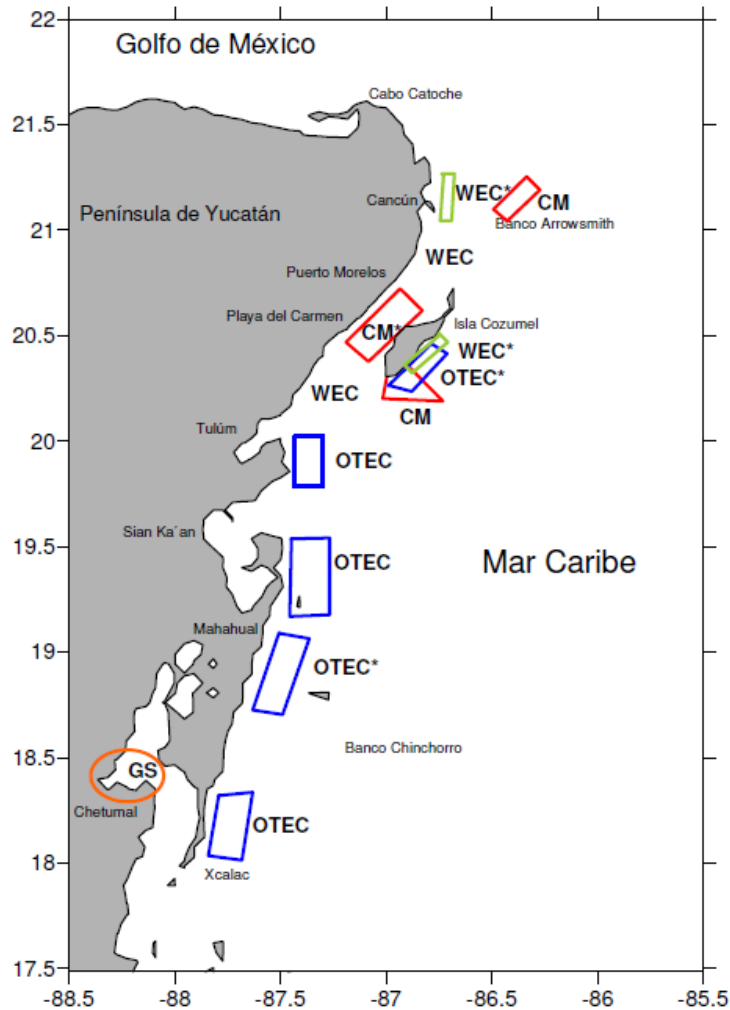 22
Golfo de México
Cabo Catoche
21.5
WEC*
CM
Cancún
Península de Yucatán
Banco Arrowsmith
21
WEC
Puerto Morelos
Playa del Carmen
Isla Cozumel
CM*
20.5
WEC*
OTEC*
WEC
CM
Tulúm
20
OTEC
Sian Ka´an
19.5
OTEC
Mar Caribe
Mahahual
19
OTEC*
Banco Chinchorro
18.5
GS
Chetumal
OTEC
18
Xcalac
17.5
-88.5 -88 -87.5 -87 -86.5 -86 -85.5